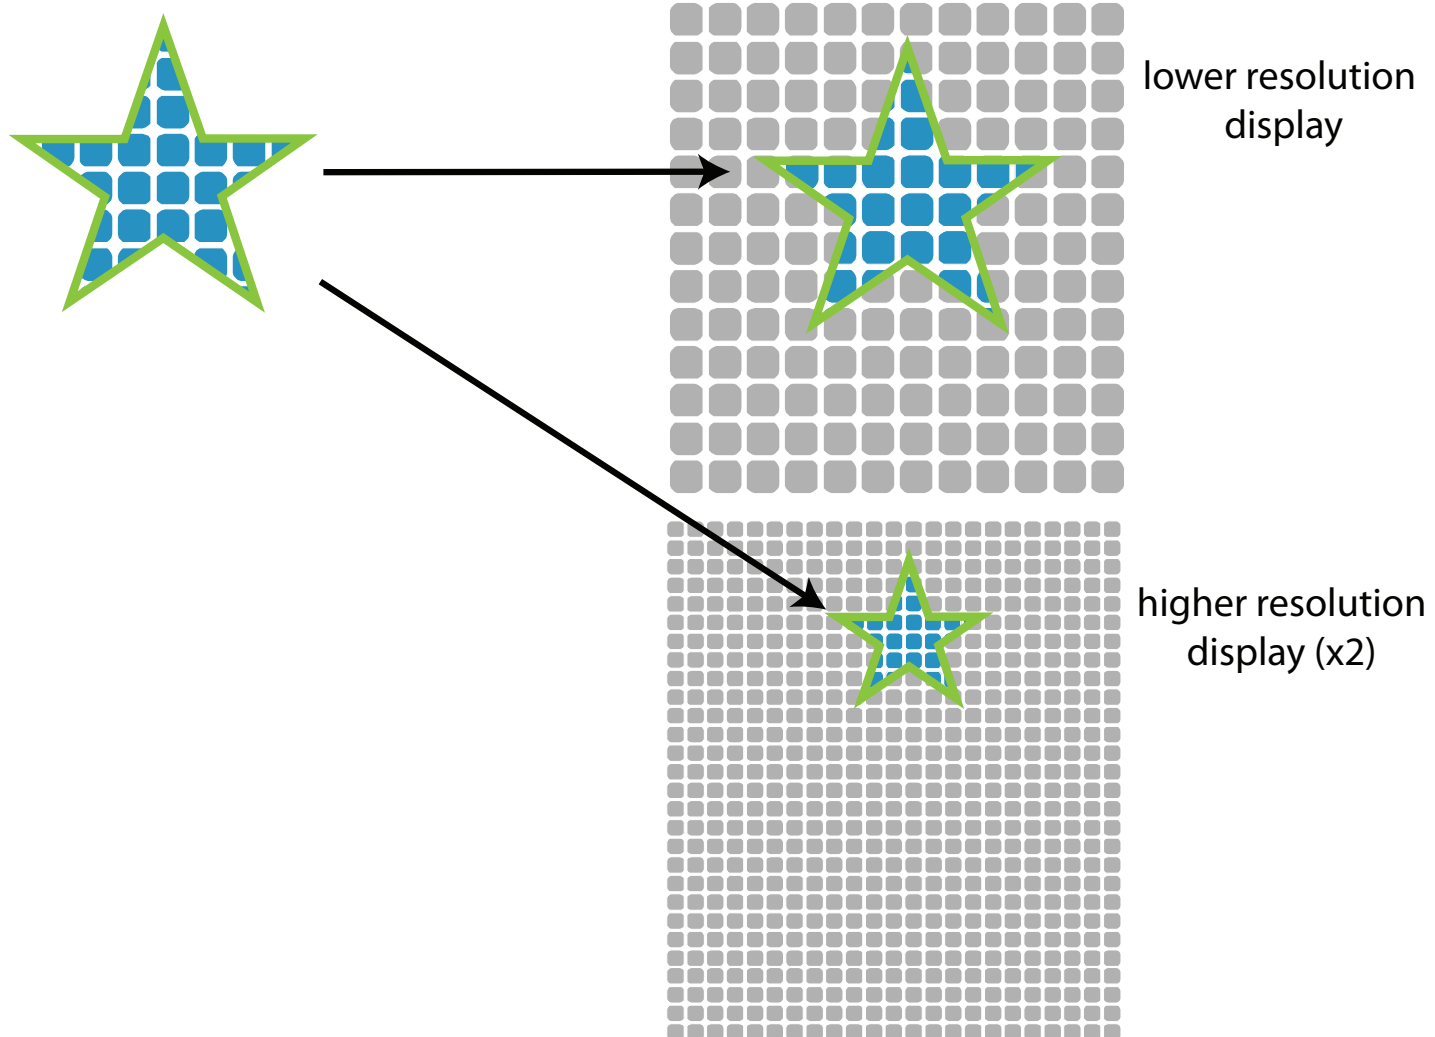 lower resolution
display
higher resolution
display (x2)